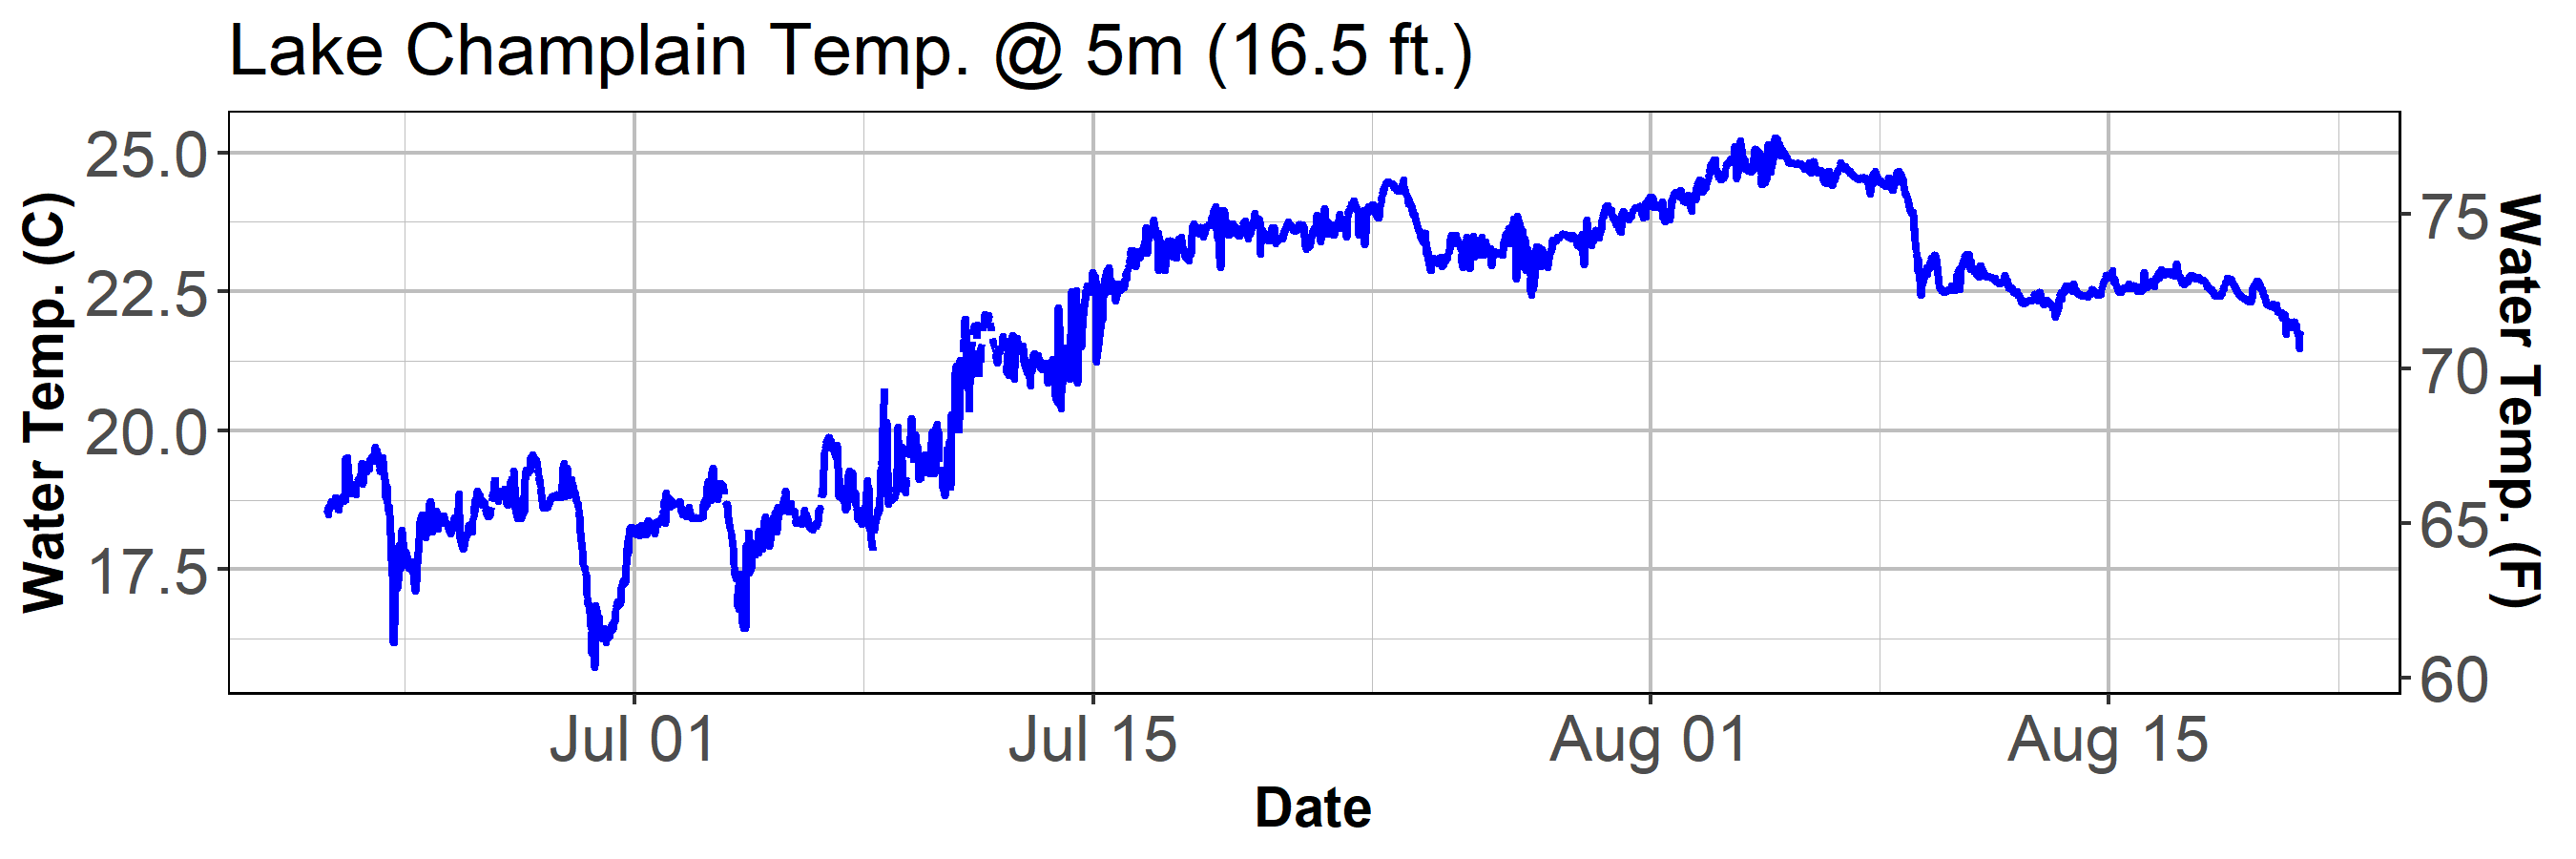 Lake Champlain Temp. @ 5m (16.5 ft.)
25.0
22.5
20.0
17.5
Water Temp. (C)
75
70
65
60
Water Temp. (F)
Jul 01 Jul 15 Aug 01 Aug 15
Date